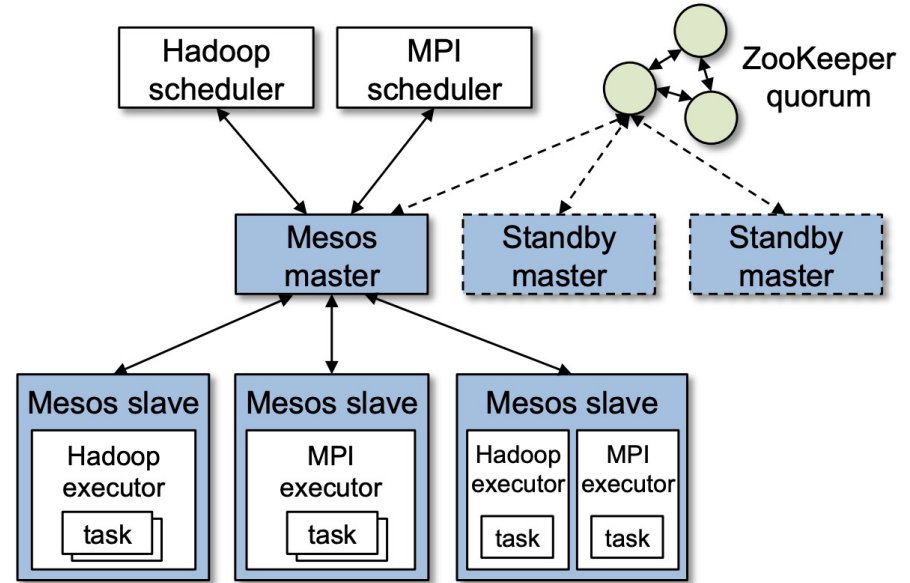 Hadoop
scheduler
MPI
scheduler
ZooKeeper
quorum
Mesos
master
Standby
master
Standby
master
Mesos slave
Hadoop
executor
task
Mesos slave
MPI
executor
task
Mesos slave
Hadoop
executor
task
MPI
executor
task